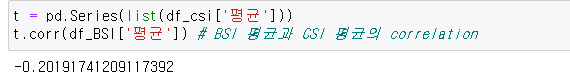 t = pd.Series(list(df_csi['평균']))
t.corr(df_BSI['평균']) # BSI 평균과 CSI 평균의 correlation
-0.20191741209117392